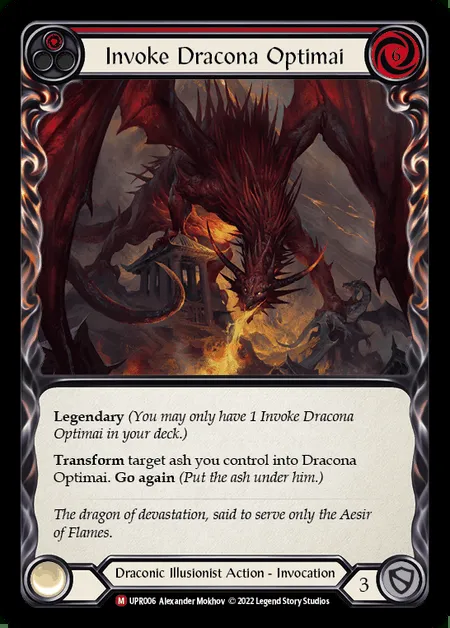 Invoke Dracona Optimai
6
Legendary (You may only have 1 Invoke Dracona
Optimai in your deck.)
Transform target ash you control into Dracona
Optimai. Go again (Put the ash under him.)
The dragon of devastation, said to serve only the Aesir
of Flames.
Draconic Illusionist Action - Invocation
3
M UPR006 Alexander Mokhov © 2022 Legend Story Studios